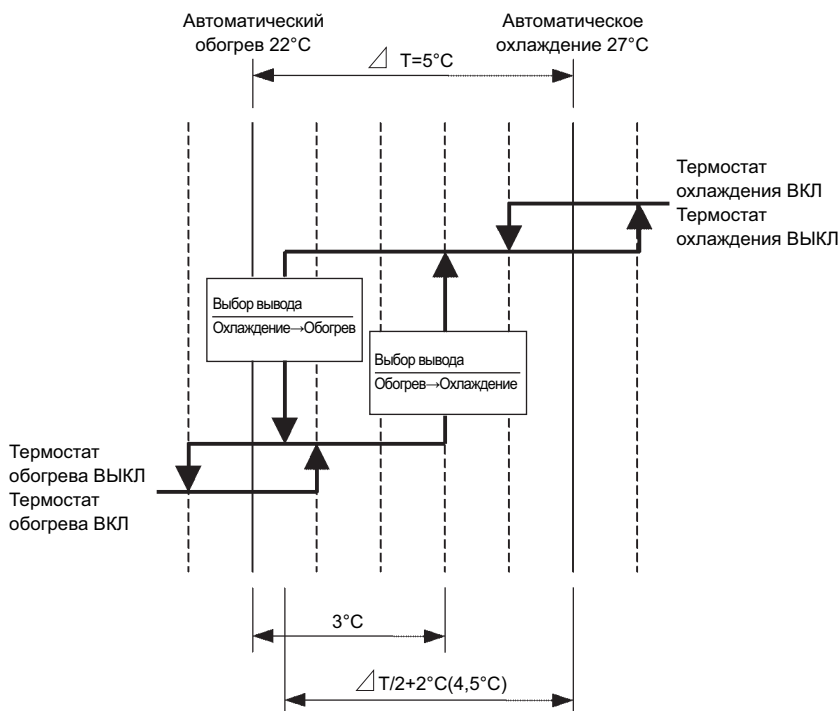 Автоматический
обогрев 22°C
Автоматическое
охлаждение 27°C
⊿ T=5°C
Термостат
охлаждения ВКЛ
Термостат
охлаждения ВЫКЛ
Выбор вывода
Охлаждение→Обогрев
Выбор вывода
Обогрев→Охлаждение
Термостат
обогрева ВЫКЛ
Термостат
обогрева ВКЛ
3°C
⊿T/2+2°C(4,5°C)